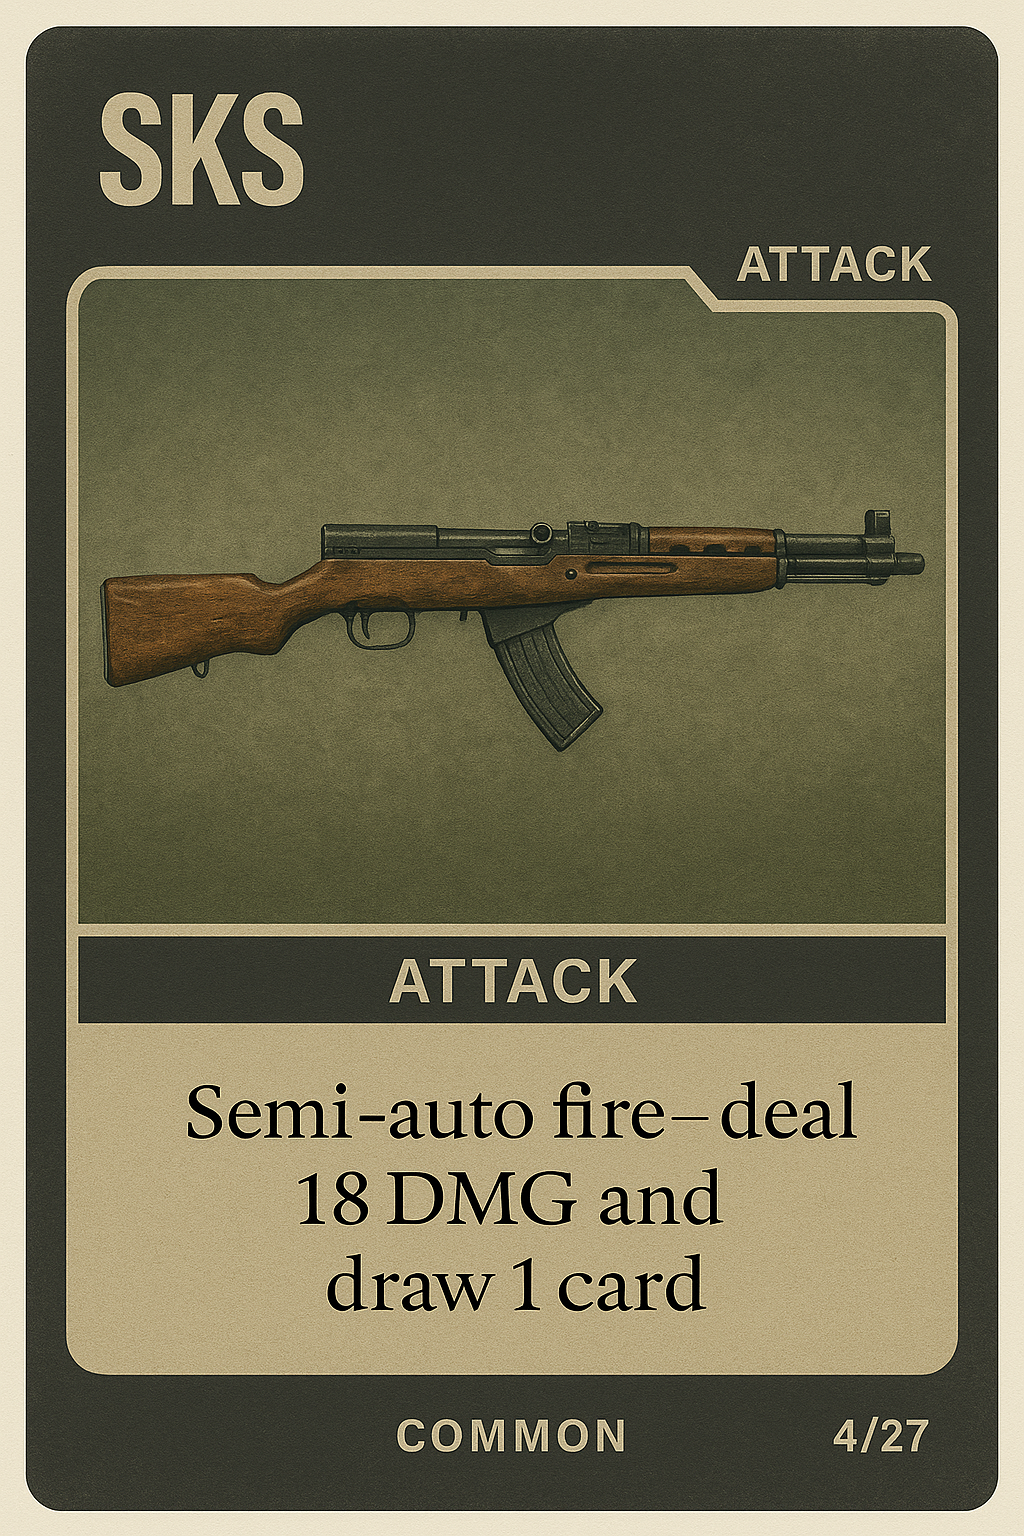 SKS
ATTACK
ATTACK
Semi-auto fire–deal
18 DMG and
draw 1 card
COMMON
4/27